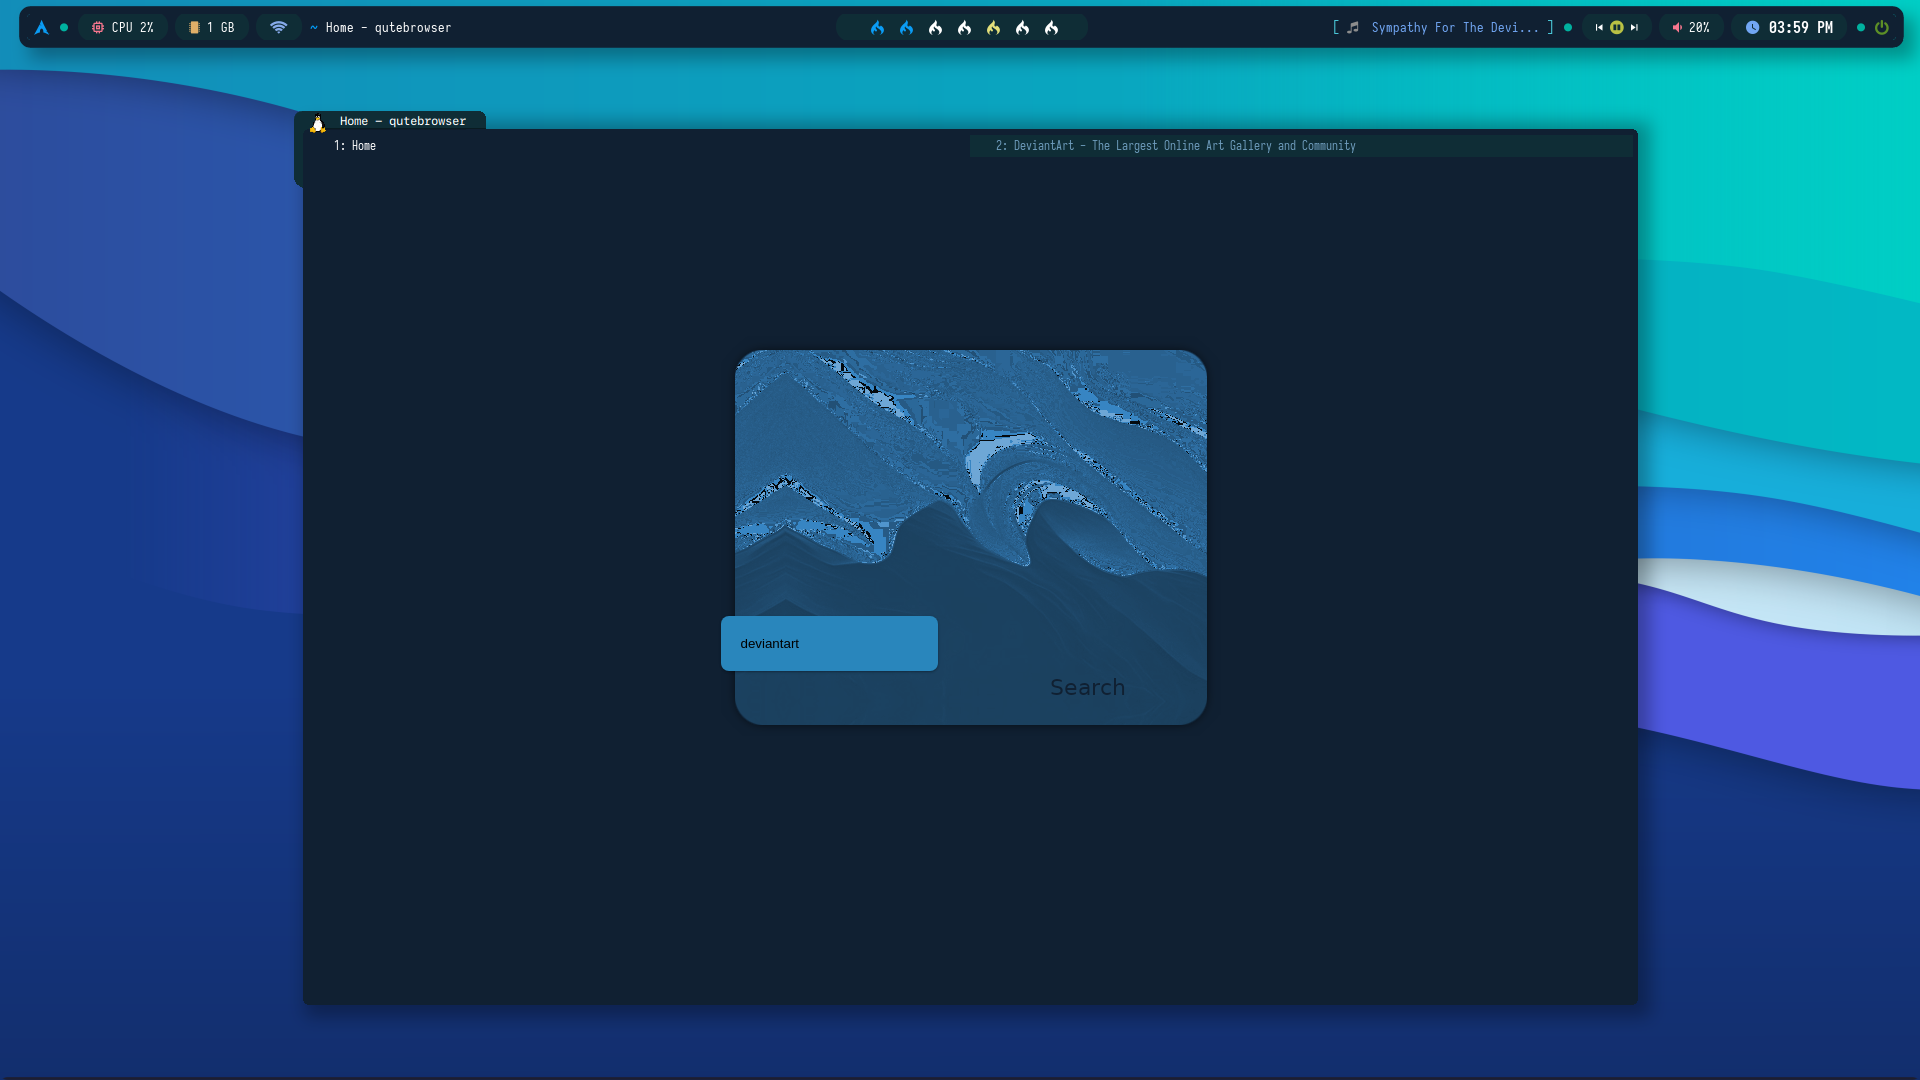 CPU 2%
1 GB
~ Home - qutebrowser
[ Sympathy For The Devi... ]
20%
03:59 PM
Home - qutebrowser
1: Home
2: DeviantArt - The Largest Online Art Gallery and Community
deviantart
Search